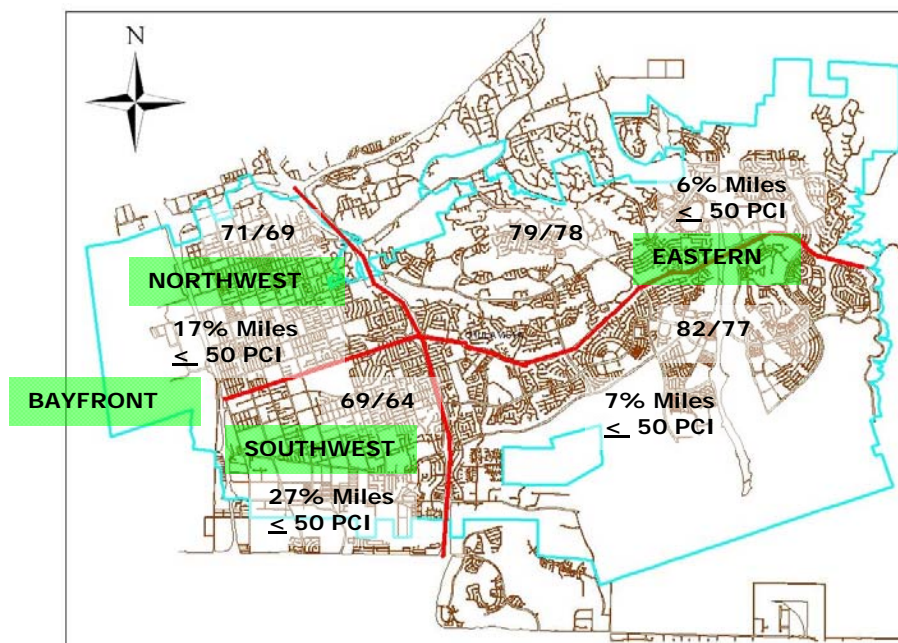 N
6% Miles
≤ 50 PCI
71/69
79/78
EASTERN
NORTHWEST
17% Miles
≤ 50 PCI
82/77
BAYFRONT
69/64
7% Miles
≤ 50 PCI
SOUTHWEST
27% Miles
≤ 50 PCI